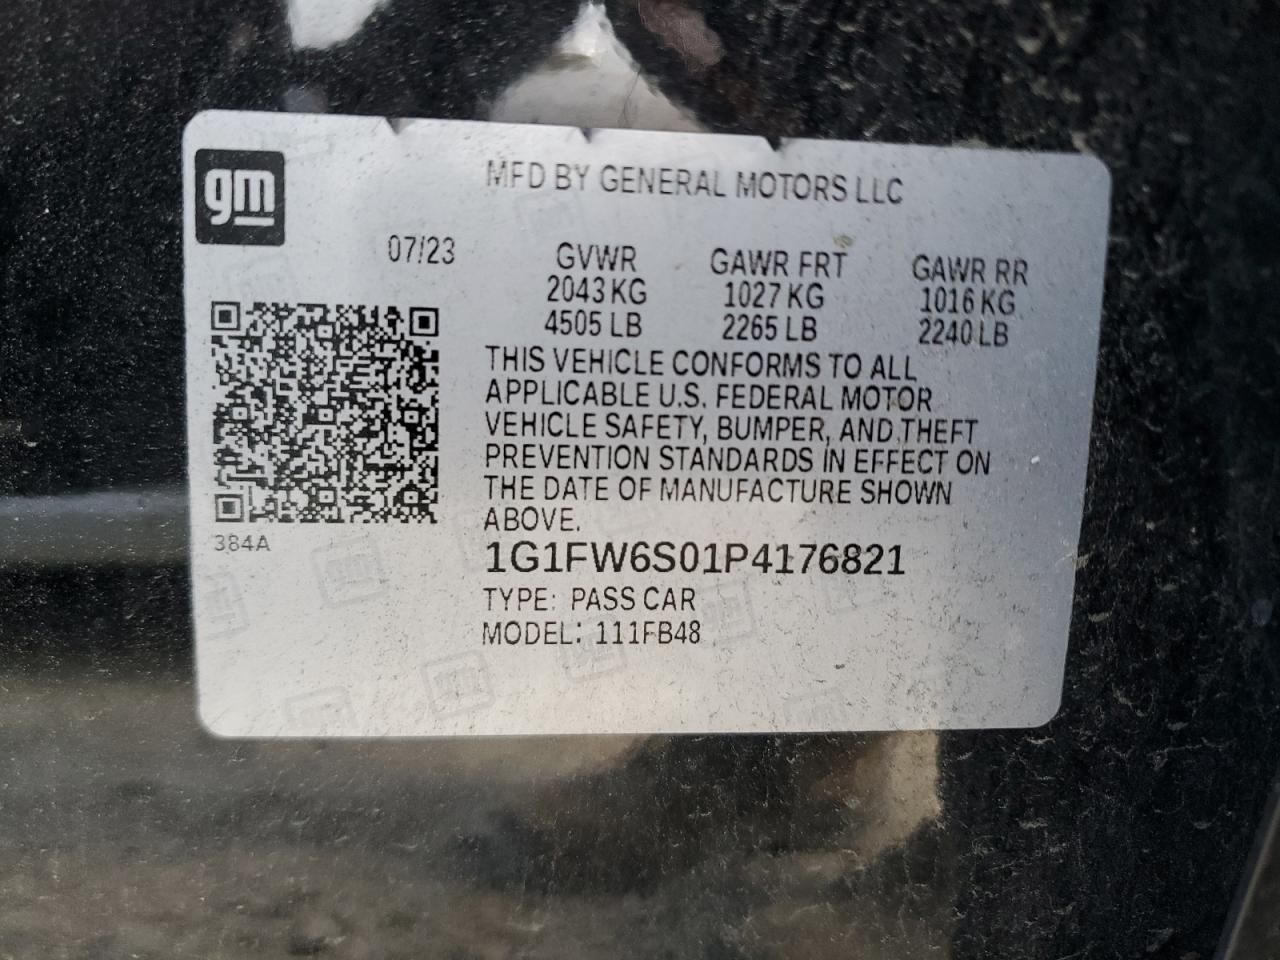 gm
MFD BY GENERAL MOTORS LLC
07/23
GVWR
2043 KG
4505 LB
GAWR FRT
1027 KG
2265 LB
GAWR RR
1016 KG
2240 LB
THIS VEHICLE CONFORMS TO ALL
APPLICABLE U.S. FEDERAL MOTOR
VEHICLE SAFETY, BUMPER, AND THEFT
PREVENTION STANDARDS IN EFFECT ON
THE DATE OF MANUFACTURE SHOWN
ABOVE.
384A
1G1FW6S01P4176821
TYPE: PASS CAR
MODEL: 111FB48